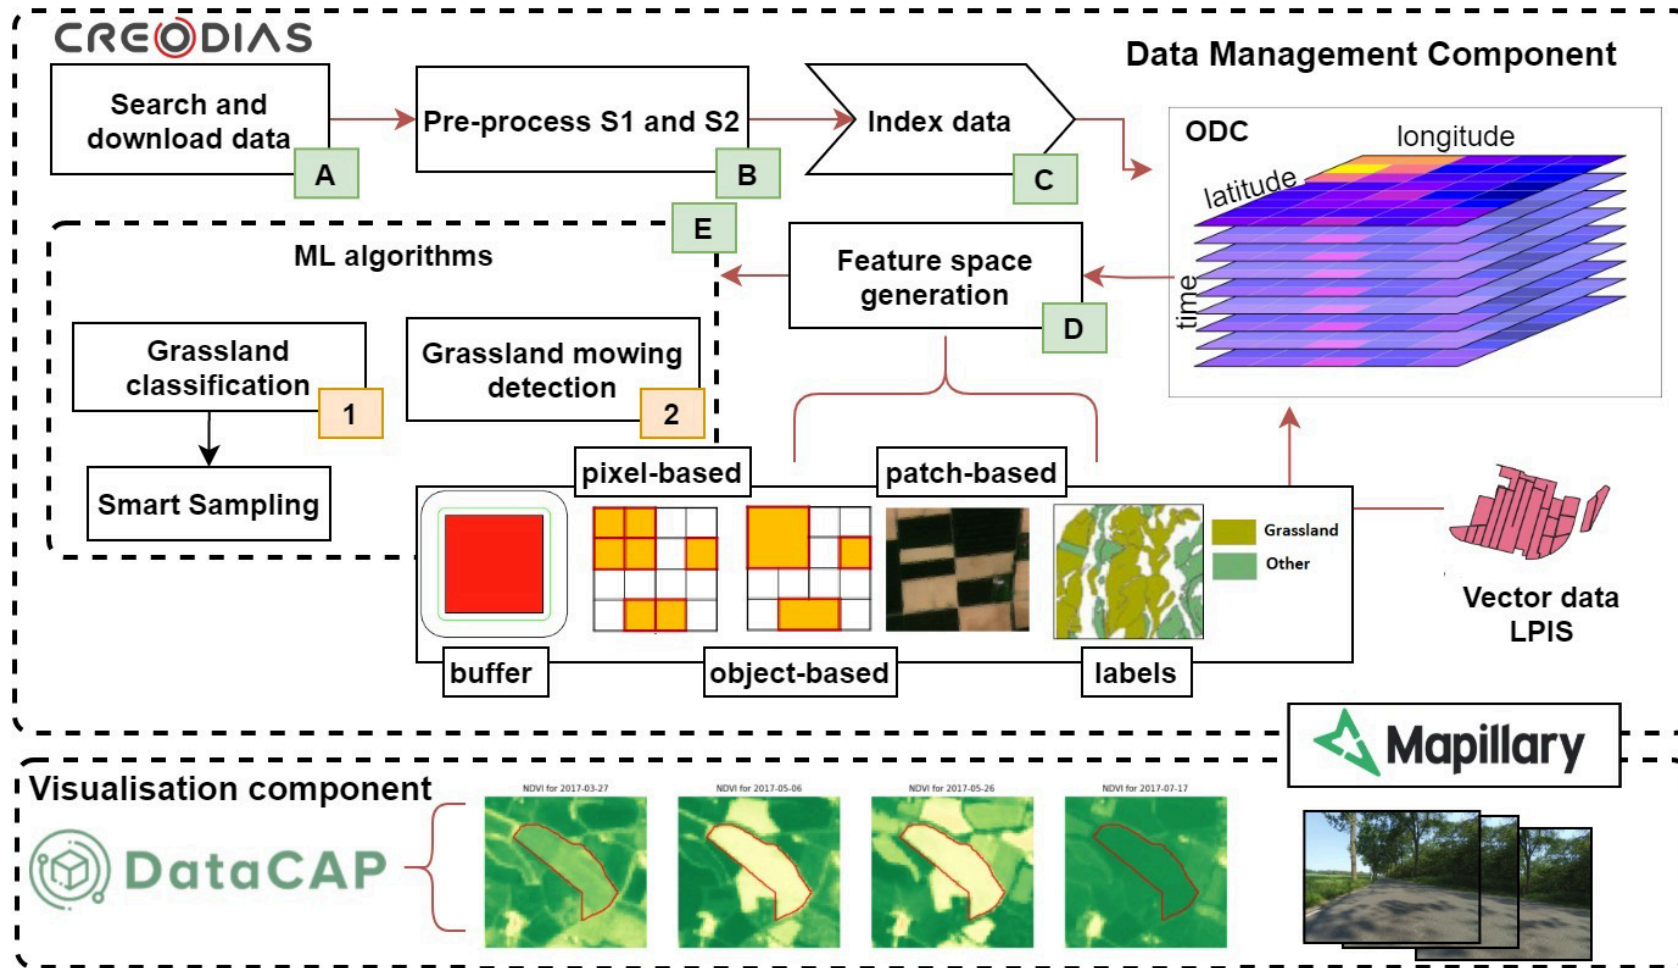 CREODIAS
Data Management Component
Search and
download data
A
Pre-process S1 and S2
B
Index data
C
ODC
longitude
latitude
time
E
ML algorithms
Feature space
generation
D
Grassland
classification
1
Grassland mowing
detection
2
Smart Sampling
pixel-based
patch-based
Grassland
Other
buffer
object-based
labels
Vector data
LPIS
Mapillary
Visualisation component
DataCAP
NDVI for 2017-03-27
NDVI for 2017-05-06
NDVI for 2017-05-26
NDVI for 2017-07-17